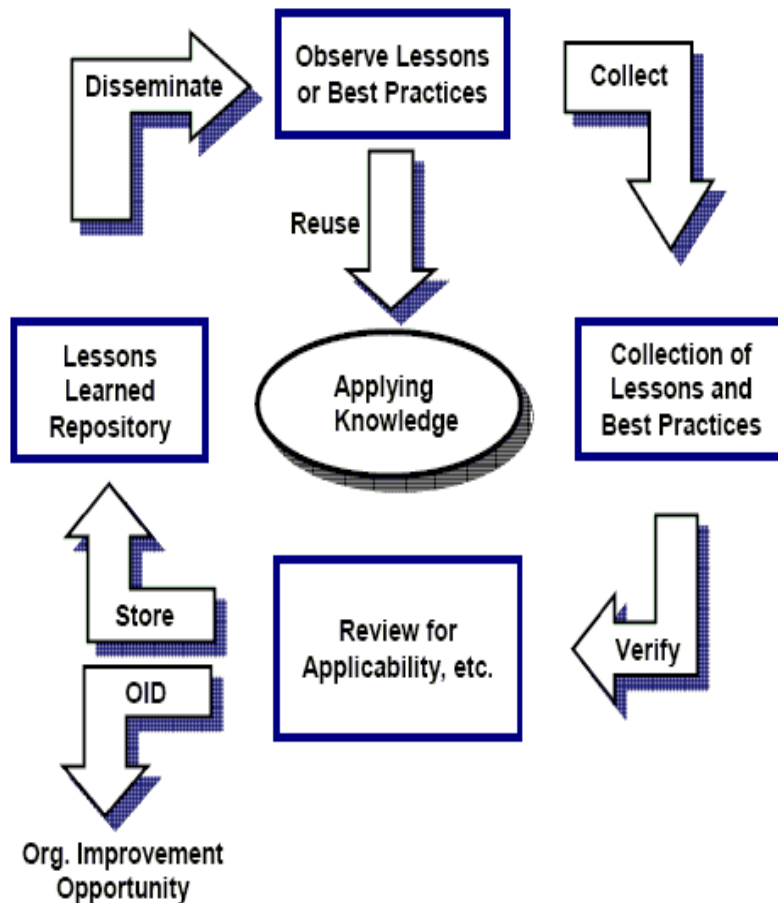 Disseminate
Observe Lessons
or Best Practices
Collect
Reuse
Lessons
Learned
Repository
Applying
Knowledge
Collection of
Lessons and
Best Practices
Store
Review for
Applicability, etc.
Verify
OID
Org. Improvement
Opportunity